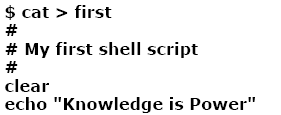 $ cat > first
#
# My first shell script
#
clear
echo "Knowledge is Power"